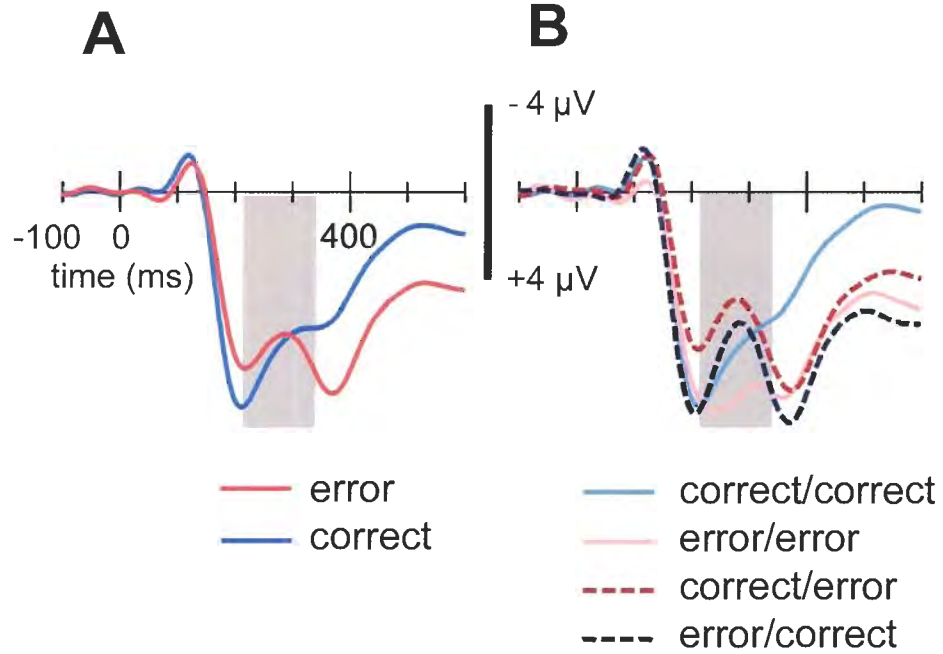 A
B
- 4 µV
-100 0 400
time (ms)
+4 µV
error
correct
correct/correct
error/error
correct/error
error/correct